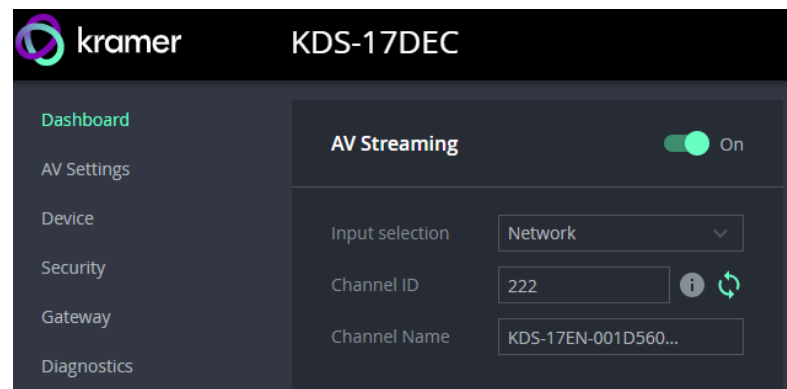 kramer
KDS-17DEC
Dashboard
AV Settings
Device
Security
Gateway
Diagnostics
AV Streaming
On
Input selection
Network
Channel ID
222
Channel Name
KDS-17EN-001D560...